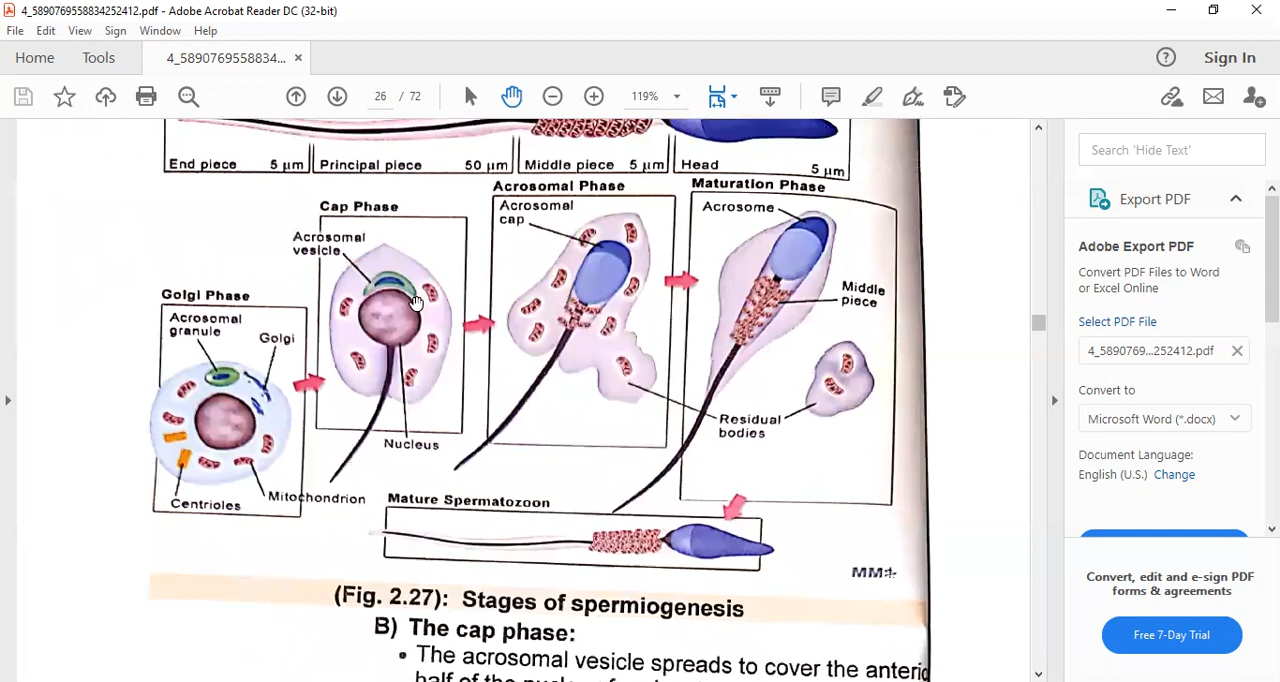 4_5890769558834252412.pdf - Adobe Acrobat Reader DC (32-bit)
File Edit View Sign Window Help
Home Tools 4_5890769558834... ×
26 / 72 119%
Sign In
End piece 5 µm Principal piece 50 µm Middle piece 5 µm Head 5 µm
Cap Phase
Acrosomal Phase
Maturation Phase
Acrosomal
vesicle
Acrosomal
cap
Acrosome
Middle
piece
Golgi Phase
Acrosomal
granule
Golgi
Nucleus
Residual
bodies
Centrioles
Mitochondrion
Mature Spermatozoon
(Fig. 2.27): Stages of spermiogenesis
B) The cap phase:
• The acrosomal vesicle spreads to cover the
half of the
Search 'Hide Text'
Export PDF
Adobe Export PDF
Convert PDF Files to Word
or Excel Online
Select PDF File
4_5890769...252412.pdf ×
Convert to
Microsoft Word (*.docx)
Document Language:
English (U.S.) Change
Convert, edit and e-sign PDF
forms & agreements
Free 7-Day Trial